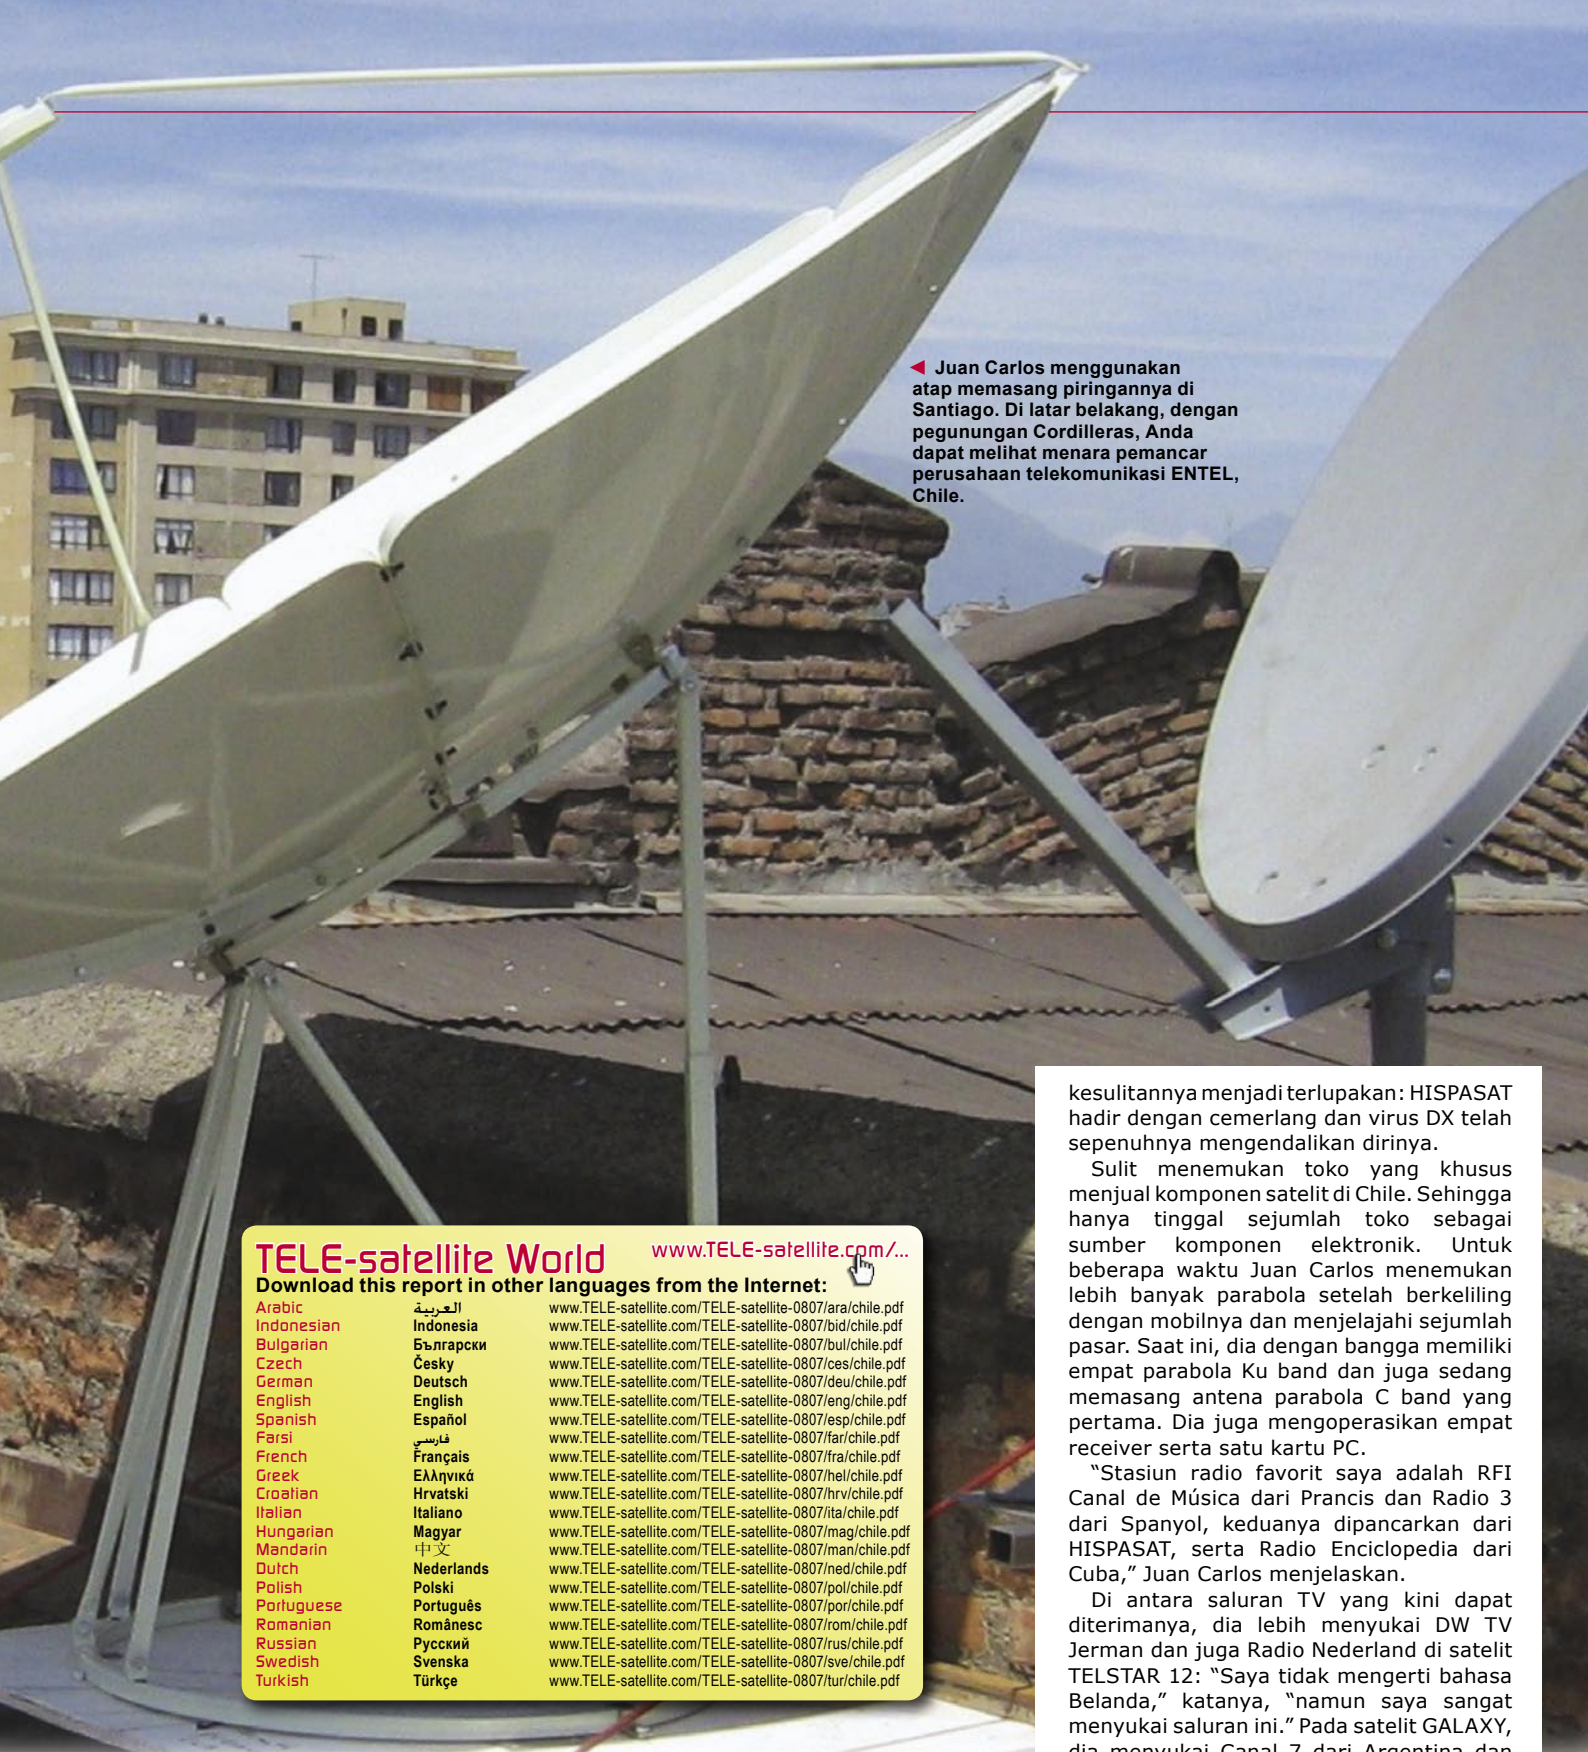 ◄ Juan Carlos menggunakan
atap memasang piringannya di
Santiago. Di latar belakang, dengan
pegunungan Cordilleras, Anda
dapat melihat menara pemancar
perusahaan telekomunikasi ENTEL,
Chile.
TELE-satellite World www.TELE-satellite.com/...
Download this report in other languages from the Internet:
Arabic العربية www.TELE-satellite.com/TELE-satellite-0807/ara/chile.pdf
Indonesian Indonesia www.TELE-satellite.com/TELE-satellite-0807/bid/chile.pdf
Bulgarian Български www.TELE-satellite.com/TELE-satellite-0807/bul/chile.pdf
Czech Česky www.TELE-satellite.com/TELE-satellite-0807/ces/chile.pdf
German Deutsch www.TELE-satellite.com/TELE-satellite-0807/deu/chile.pdf
English English www.TELE-satellite.com/TELE-satellite-0807/eng/chile.pdf
Spanish Español www.TELE-satellite.com/TELE-satellite-0807/esp/chile.pdf
Farsi فارسي www.TELE-satellite.com/TELE-satellite-0807/far/chile.pdf
French Français www.TELE-satellite.com/TELE-satellite-0807/fra/chile.pdf
Greek Ελληνικά www.TELE-satellite.com/TELE-satellite-0807/hel/chile.pdf
Croatian Hrvatski www.TELE-satellite.com/TELE-satellite-0807/hrv/chile.pdf
Italian Italiano www.TELE-satellite.com/TELE-satellite-0807/ita/chile.pdf
Hungarian Magyar www.TELE-satellite.com/TELE-satellite-0807/mag/chile.pdf
Mandarin 中文 www.TELE-satellite.com/TELE-satellite-0807/man/chile.pdf
Dutch Nederlands www.TELE-satellite.com/TELE-satellite-0807/ned/chile.pdf
Polish Polski www.TELE-satellite.com/TELE-satellite-0807/pol/chile.pdf
Portuguese Português www.TELE-satellite.com/TELE-satellite-0807/por/chile.pdf
Romanian Românesc www.TELE-satellite.com/TELE-satellite-0807/rom/chile.pdf
Russian Русский www.TELE-satellite.com/TELE-satellite-0807/rus/chile.pdf
Swedish Svenska www.TELE-satellite.com/TELE-satellite-0807/sve/chile.pdf
Turkish Türkçe www.TELE-satellite.com/TELE-satellite-0807/tur/chile.pdf
kesulitannya menjadi terlupakan: HISPASAT
hadir dengan cemerlang dan virus DX telah
sepenuhnya mengendalikan dirinya.
Sulit menemukan toko yang khusus
menjual komponen satelit di Chile. Sehingga
hanya tinggal sejumlah toko sebagai
sumber komponen elektronik. Untuk
beberapa waktu Juan Carlos menemukan
lebih banyak parabola setelah berkeliling
dengan mobilnya dan menjelajahi sejumlah
pasar. Saat ini, dia dengan bangga memiliki
empat parabola Ku band dan juga sedang
memasang antena parabola C band yang
pertama. Dia juga mengoperasikan empat
receiver serta satu kartu PC.
“Stasiun radio favorit saya adalah RFI
Canal de Música dari Prancis dan Radio 3
dari Spanyol, keduanya dipancarkan dari
HISPASAT, serta Radio Enciclopedia dari
Cuba,” Juan Carlos menjelaskan.
Di antara saluran TV yang kini dapat
diterimanya, dia lebih menyukai DW TV
Jerman dan juga Radio Nederland di satelit
TELSTAR 12: “Saya tidak mengerti bahasa
Belanda,” katanya, “namun saya sangat
menyukai saluran ini.” Pada satelit GALAXY,
dia menyukai Canal 7 dari Argentina dan